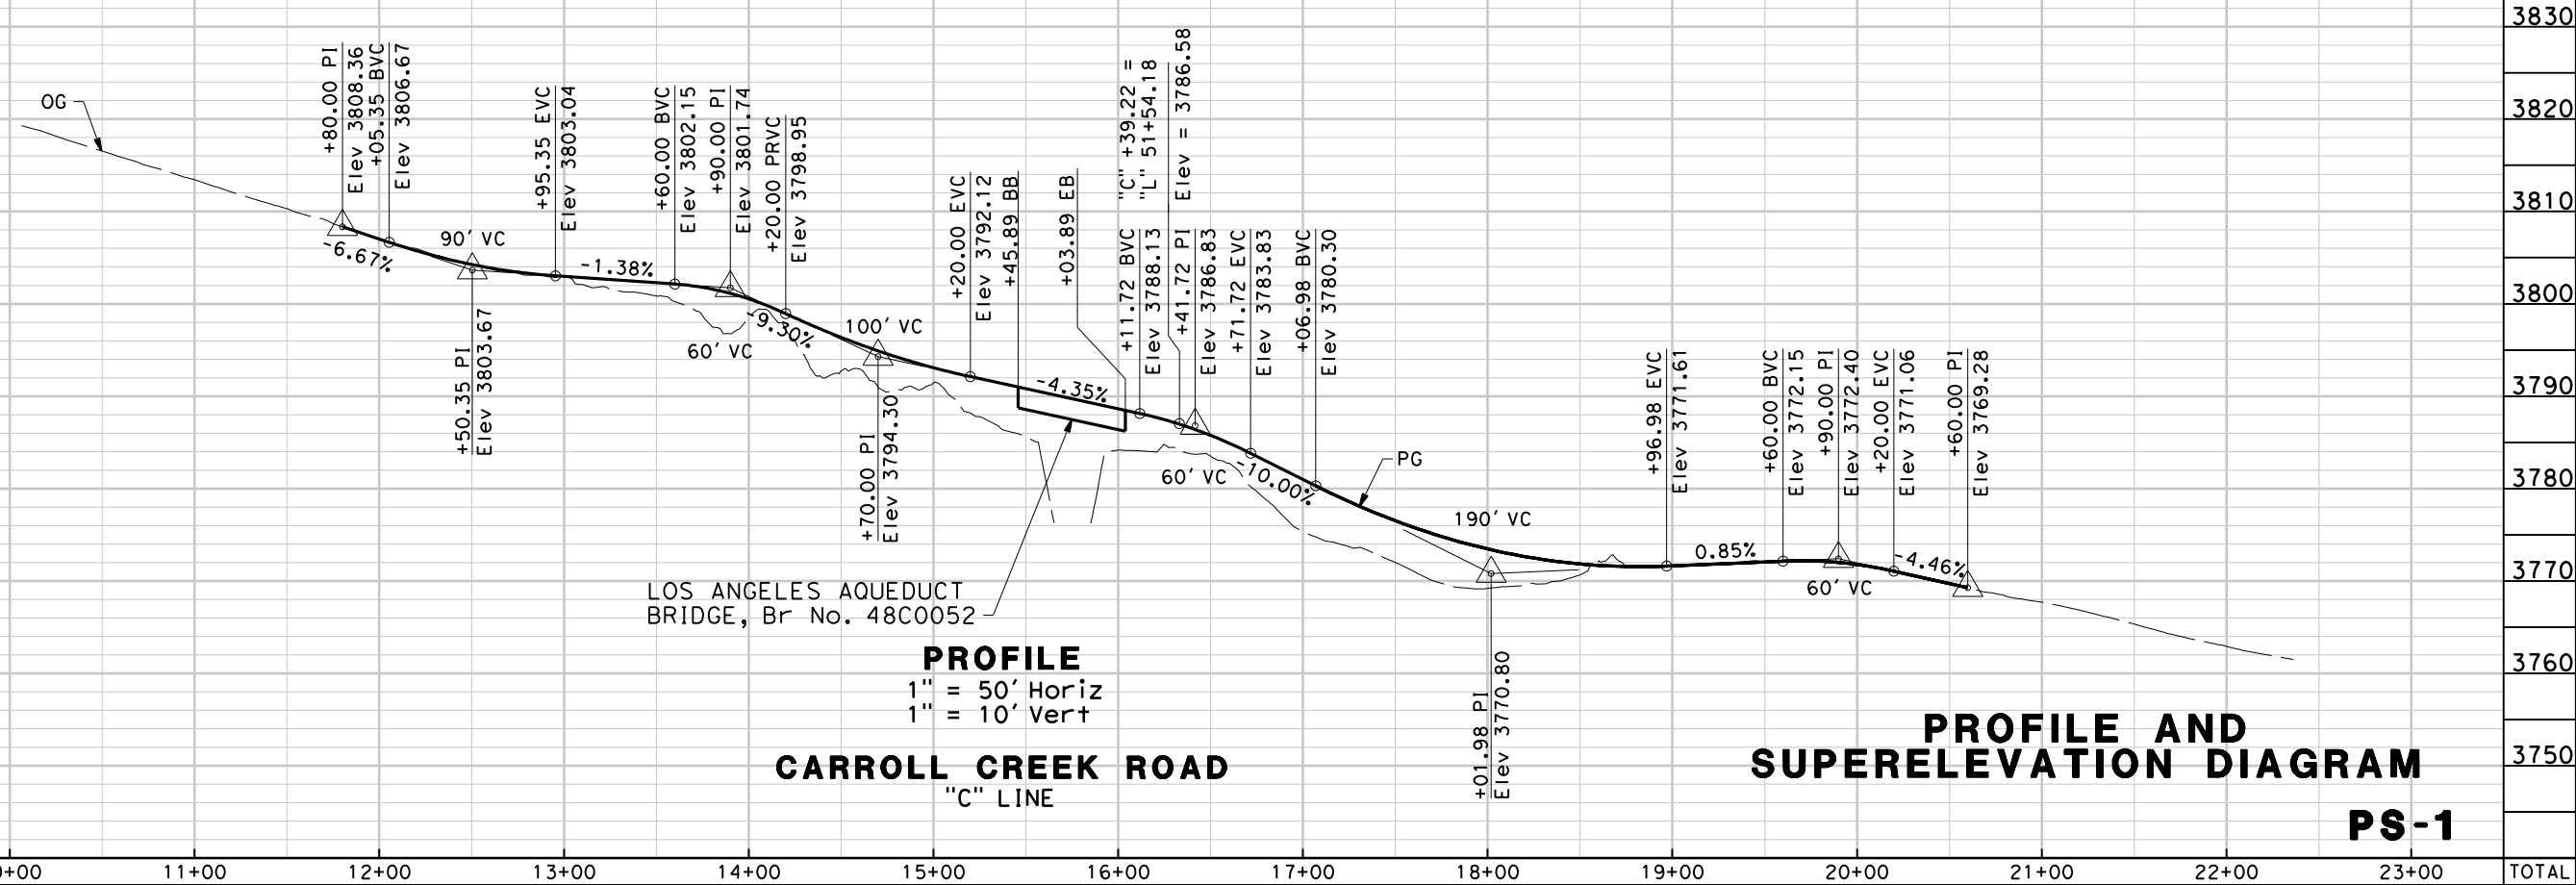 OG
+80.00 PI
Elev 3808.36
+05.35 BVC
Elev 3806.67
+95.35 EVC
Elev 3803.04
+60.00 BVC
Elev 3802.15
+90.00 PI
Elev 3801.74
+20.00 PRVC
Elev 3798.95
+20.00 EVC
Elev 3792.12
+45.89 BB
+03.89 EB
"C" +39.22 =
"L" 51+54.18
Elev = 3786.58
+11.72 BVC
Elev 3788.13
+41.72 PI
Elev 3786.83
+71.72 EVC
Elev 3783.83
+06.98 BVC
Elev 3780.30
+96.98 EVC
Elev 3771.61
+60.00 BVC
Elev 3772.15
+90.00 PI
Elev 3772.40
+20.00 EVC
Elev 3771.06
+60.00 PI
Elev 3769.28
-6.67%
90' VC
-1.38%
60' VC
-9.30%
100' VC
-4.35%
60' VC
-10.00%
PG
190' VC
0.85%
60' VC
-4.46%
+50.35 PI
Elev 3803.67
+70.00 PI
Elev 3794.30
+01.98 PI
Elev 3770.80
LOS ANGELES AQUEDUCT
BRIDGE, Br No. 48C0052
PROFILE
1" = 50' Horiz
1" = 10' Vert
CARROLL CREEK ROAD
"C" LINE
PROFILE AND
SUPERELEVATION DIAGRAM
PS-1
3830
3820
3810
3800
3790
3780
3770
3760
3750
0+00 11+00 12+00 13+00 14+00 15+00 16+00 17+00 18+00 19+00 20+00 21+00 22+00 23+00 TOTAL